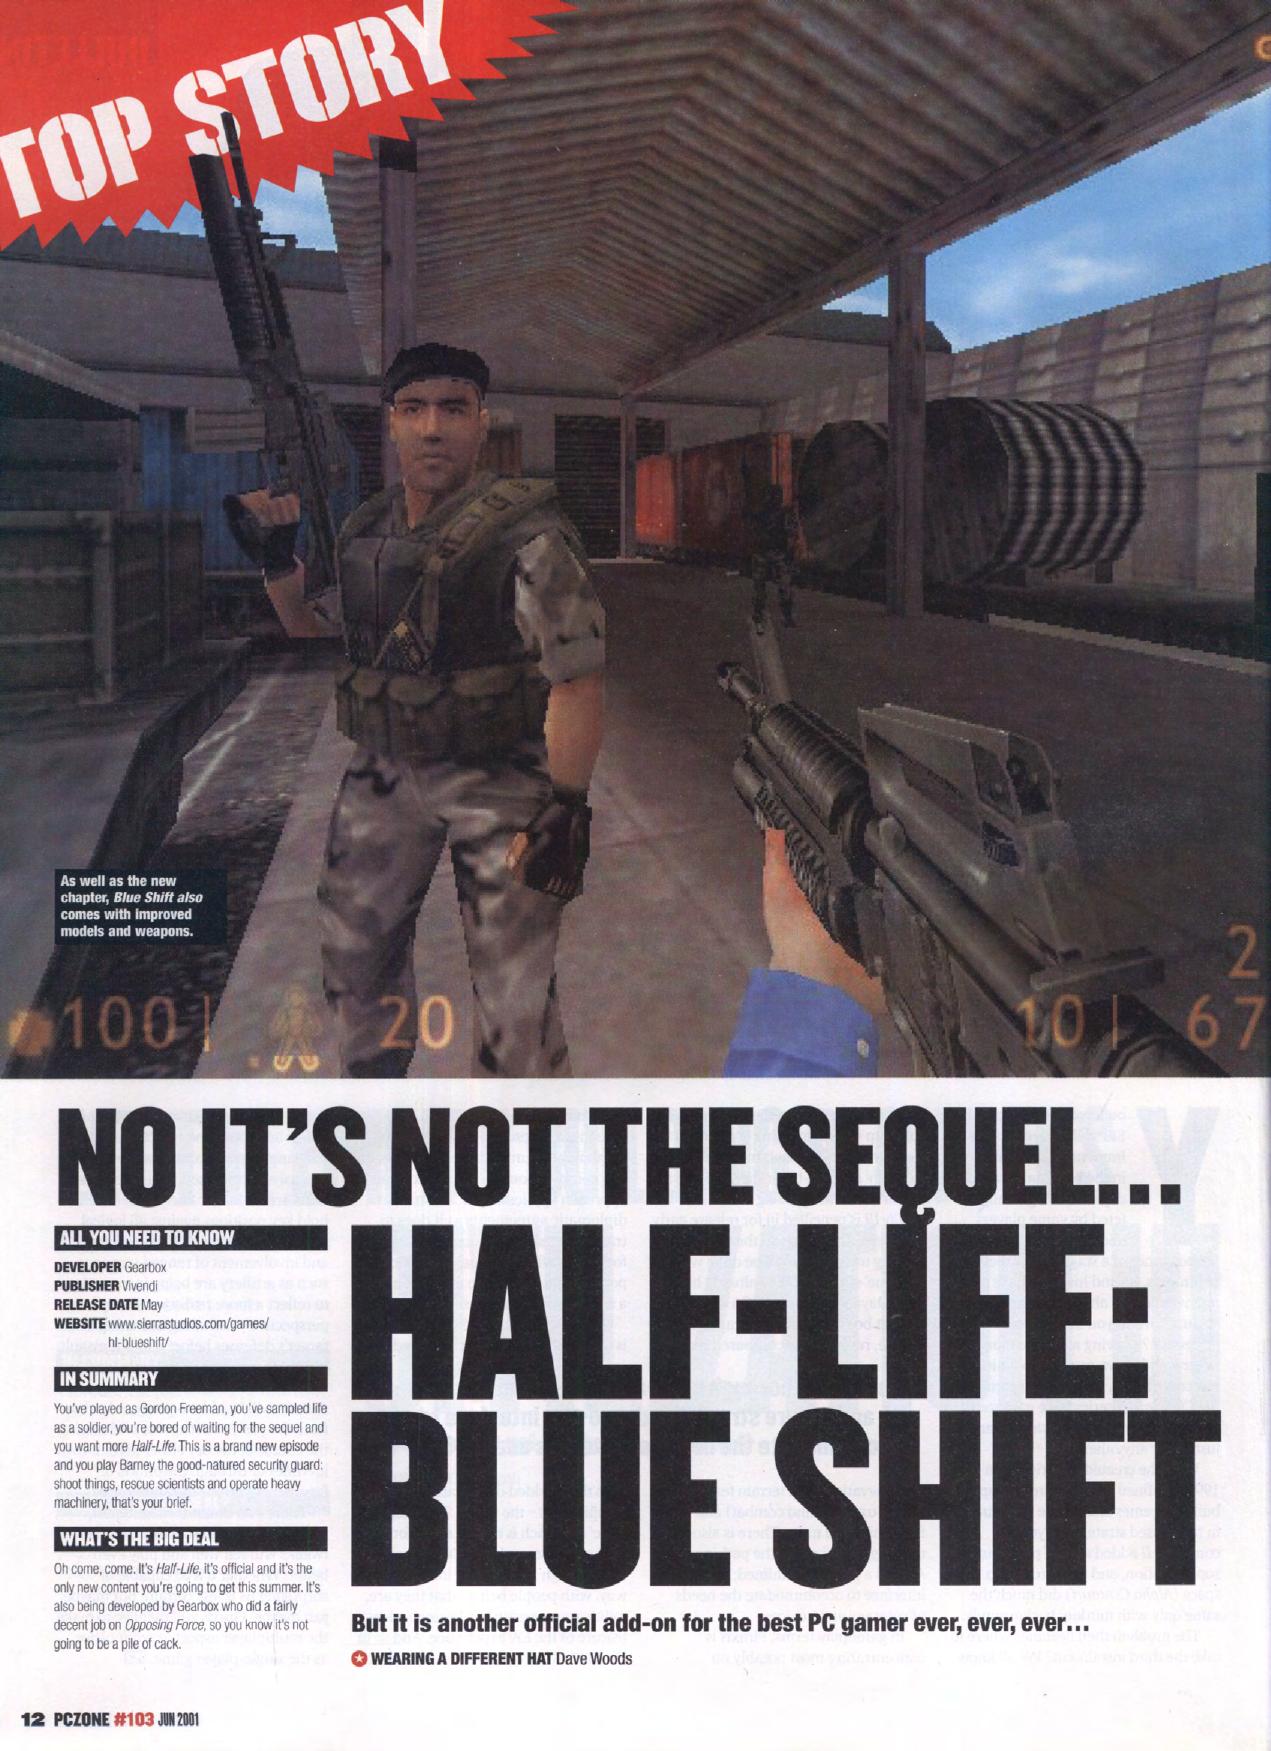 TOP STORY
As well as the new
chapter, Blue Shift also
comes with improved
models and weapons.
100 | 20
2
10 | 67
NO IT'S NOT THE SEQUEL...
HALF-LIFE:
BLUE SHIFT
ALL YOU NEED TO KNOW
DEVELOPER Gearbox
PUBLISHER Vivendi
RELEASE DATE May
WEBSITE www.sierrastudios.com/games/
hl-blueshift/
IN SUMMARY
You've played as Gordon Freeman, you've sampled life
as a soldier, you're bored of waiting for the sequel and
you want more Half-Life. This is a brand new episode
and you play Barney the good-natured security guard:
shoot things, rescue scientists and operate heavy
machinery, that's your brief.
WHAT'S THE BIG DEAL
Oh come, come. It's Half-Life, it's official and it's the
only new content you're going to get this summer. It's
also being developed by Gearbox who did a fairly
decent job on Opposing Force, so you know it's not
going to be a pile of cack.
But it is another official add-on for the best PC gamer ever, ever, ever...
WEARING A DIFFERENT HAT Dave Woods
12 PCZONE #103 JUN 2001